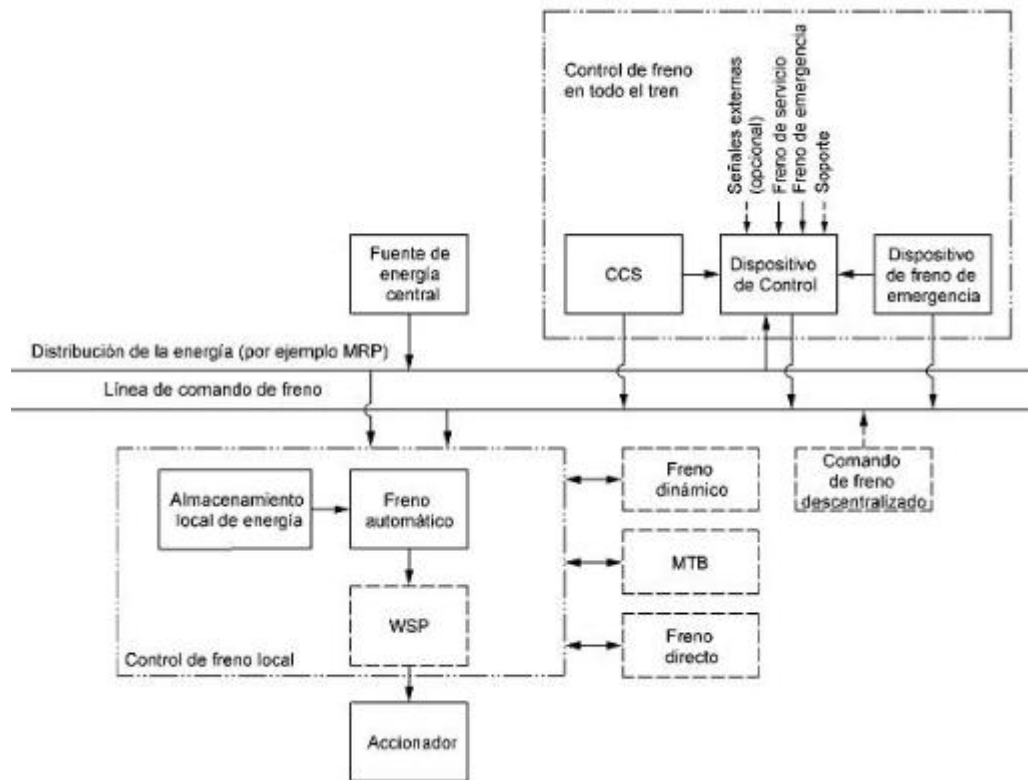 Control de freno
en todo el tren
Señales externas
(opcional)
Freno de servicio
Freno de emergencia
Soporte
Fuente de
energía
central
CCS
Dispositivo
de Control
Dispositivo
de freno de
emergencia
Distribución de la energía (por ejemplo MRP)
Línea de comando de freno
Almacenamiento
local de energía
Freno
automático
Freno
dinámico
Comando
de freno
descentralizado
MTB
WSP
Freno
directo
Control de freno local
Accionador